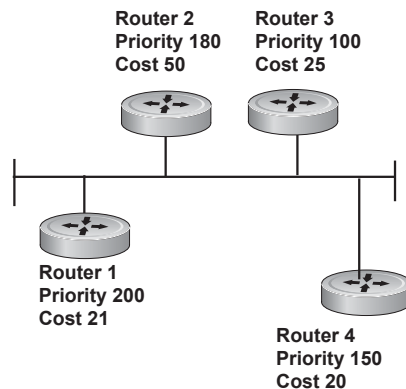 Router 2
Priority 180
Cost 50
Router 3
Priority 100
Cost 25
Router 1
Priority 200
Cost 21
Router 4
Priority 150
Cost 20